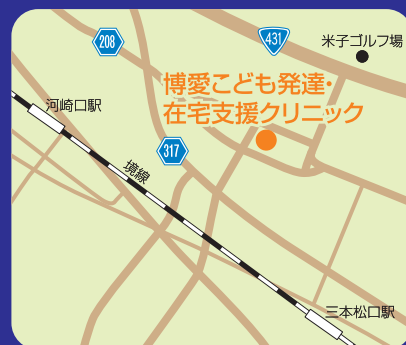 208
431
米子ゴルフ場
博愛こども発達・
在宅支援クリニック
河崎口駅
317
境線
三本松口駅